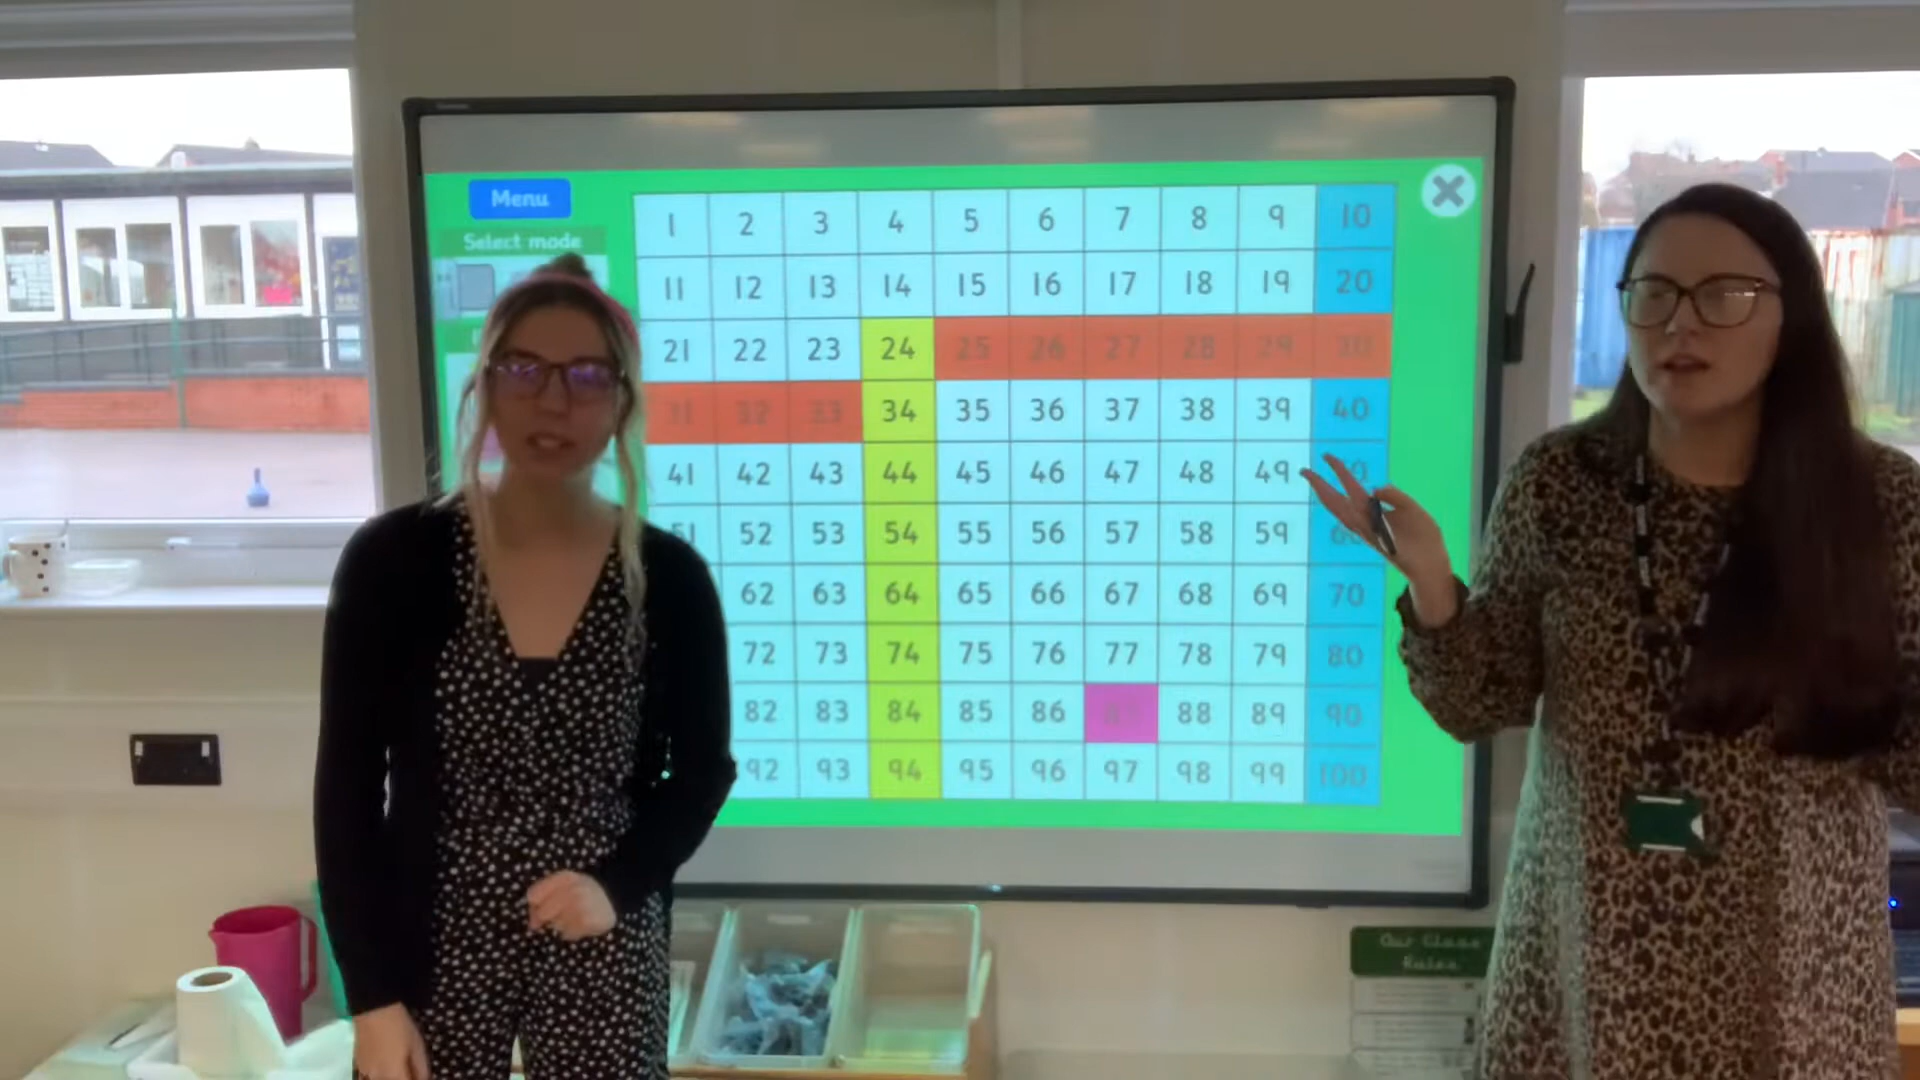 Menu
Select mode
1 2 3 4 5 6 7 8 9 10
11 12 13 14 15 16 17 18 19 20
21 22 23 24 25 26 27 28 29 30
31 32 33 34 35 36 37 38 39 40
41 42 43 44 45 46 47 48 49
51 52 53 54 55 56 57 58 59 60
62 63 64 65 66 67 68 69 70
72 73 74 75 76 77 78 79 80
82 83 84 85 86 87 88 89 90
92 93 94 95 96 97 98 99 100
Our Class
Rules